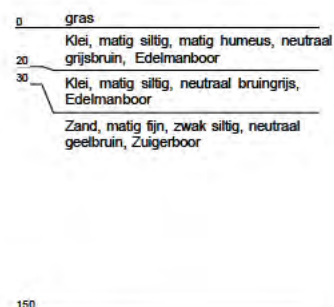 0 gras
Klei, matig siltig, matig humeus, neutraal
20 grijsbruin, Edelmanboor
30 Klei, matig siltig, neutraal bruingrijs,
Edelmanboor
Zand, matig fijn, zwak siltig, neutraal
geelbruin, Zuigerboor
150